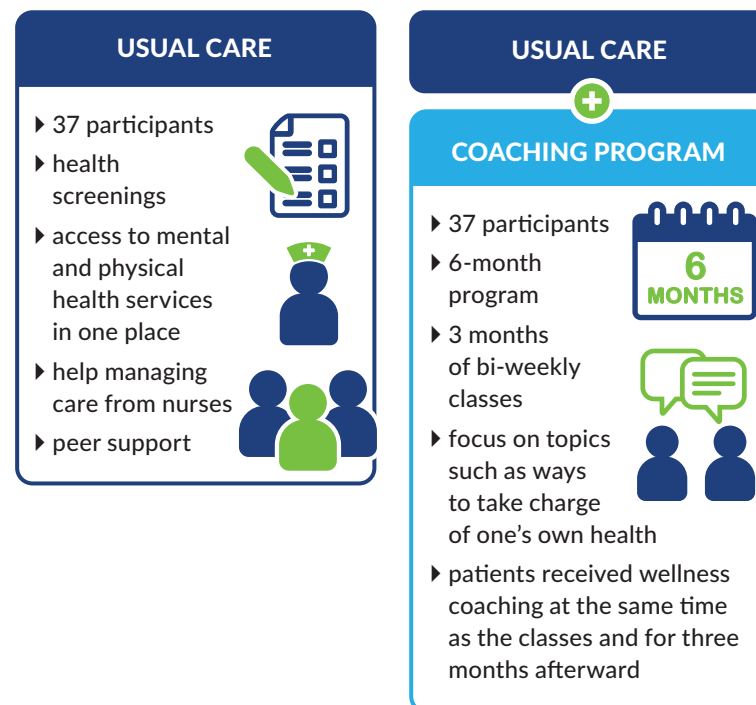 USUAL CARE
▶ 37 participants
▶ health
screenings
▶ access to mental
and physical
health services
in one place
▶ help managing
care from nurses
▶ peer support
USUAL CARE
+
COACHING PROGRAM
▶ 37 participants
▶ 6-month
program
▶ 3 months
of bi-weekly
classes
▶ focus on topics
such as ways
to take charge
of one’s own health
▶ patients received wellness
coaching at the same time
as the classes and for three
months afterward
6
MONTHS